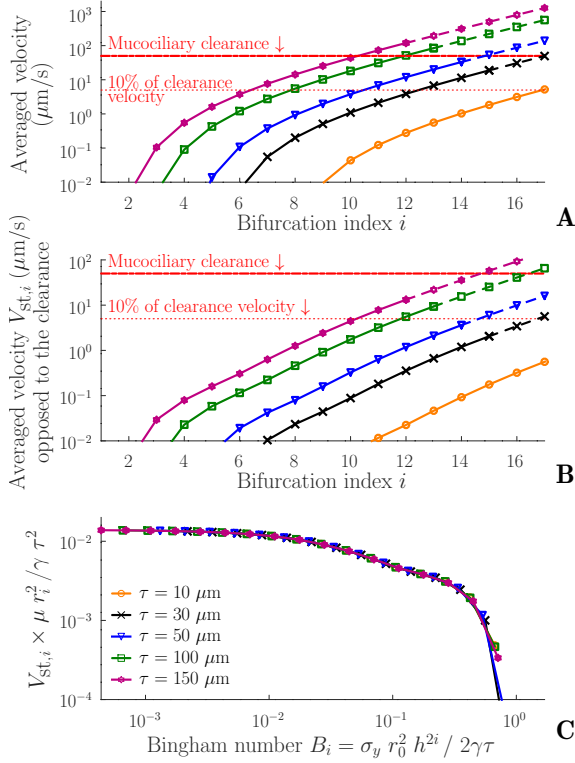 Averaged velocity
(μm/s)
10³
10²
10¹
10⁰
10⁻¹
10⁻²
Mucociliary clearance ↓
10% of clearance
velocity
2 4 6 8 10 12 14 16
Bifurcation index i
A
Averaged velocity V_st,i (μm/s)
opposed to the clearance
10²
10¹
10⁰
10⁻¹
10⁻²
Mucociliary clearance ↓
10% of clearance velocity ↓
2 4 6 8 10 12 14 16
Bifurcation index i
B
V_st,i × μ r_i² / γ τ²
10⁻²
10⁻³
10⁻⁴
τ = 10 μm
τ = 30 μm
τ = 50 μm
τ = 100 μm
τ = 150 μm
10⁻³ 10⁻² 10⁻¹ 10⁰
Bingham number B_i = σ_y r_0² h^{2i} / 2γτ
C